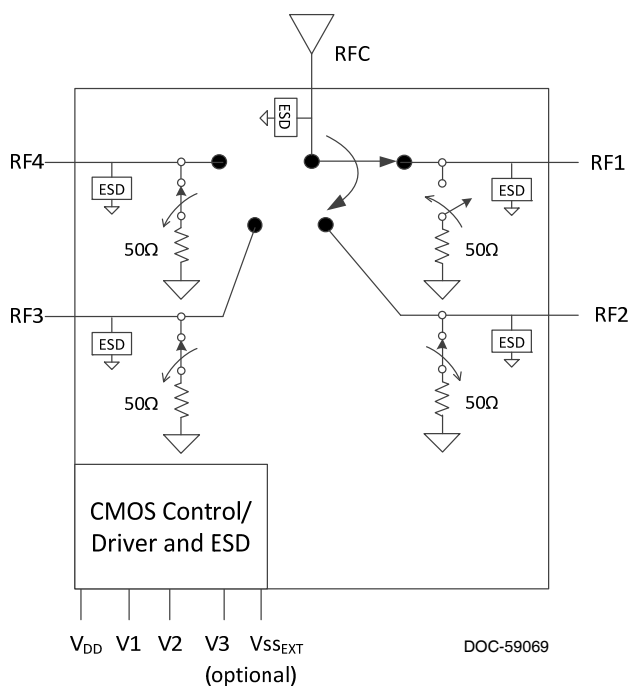 RFC
ESD
RF4
RF1
ESD
ESD
50Ω
50Ω
RF3
RF2
ESD
ESD
50Ω
50Ω
CMOS Control/
Driver and ESD
VDD V1 V2 V3 VSSEXT
(optional)
DOC-59069